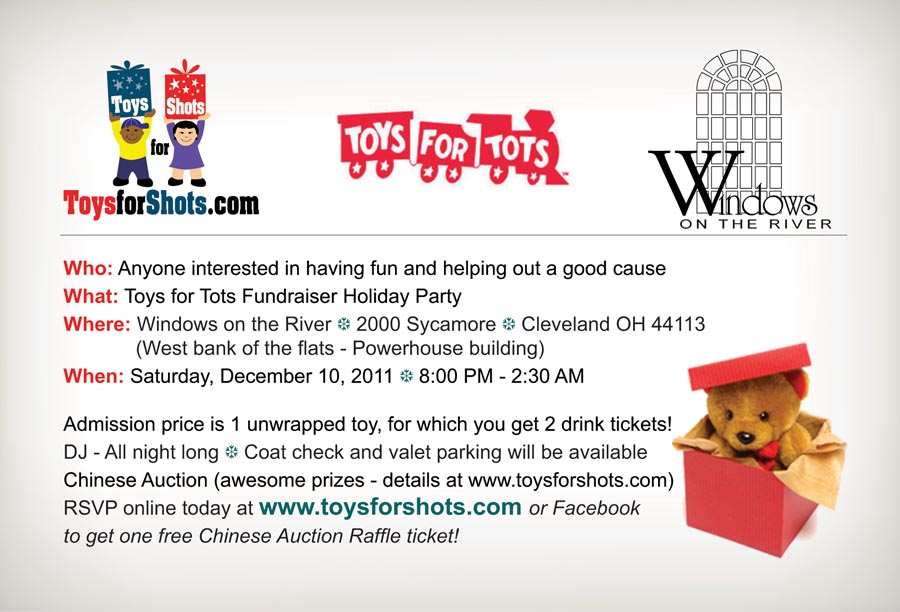 Toys
Shots
for
ToysforShots.com
TOYS FOR TOTS
Windows
ON THE RIVER
Who: Anyone interested in having fun and helping out a good cause
What: Toys for Tots Fundraiser Holiday Party
Where: Windows on the River ❄ 2000 Sycamore ❄ Cleveland OH 44113
(West bank of the flats - Powerhouse building)
When: Saturday, December 10, 2011 ❄ 8:00 PM - 2:30 AM
Admission price is 1 unwrapped toy, for which you get 2 drink tickets!
DJ - All night long ❄ Coat check and valet parking will be available
Chinese Auction (awesome prizes - details at www.toysforshots.com)
RSVP online today at www.toysforshots.com or Facebook
to get one free Chinese Auction Raffle ticket!